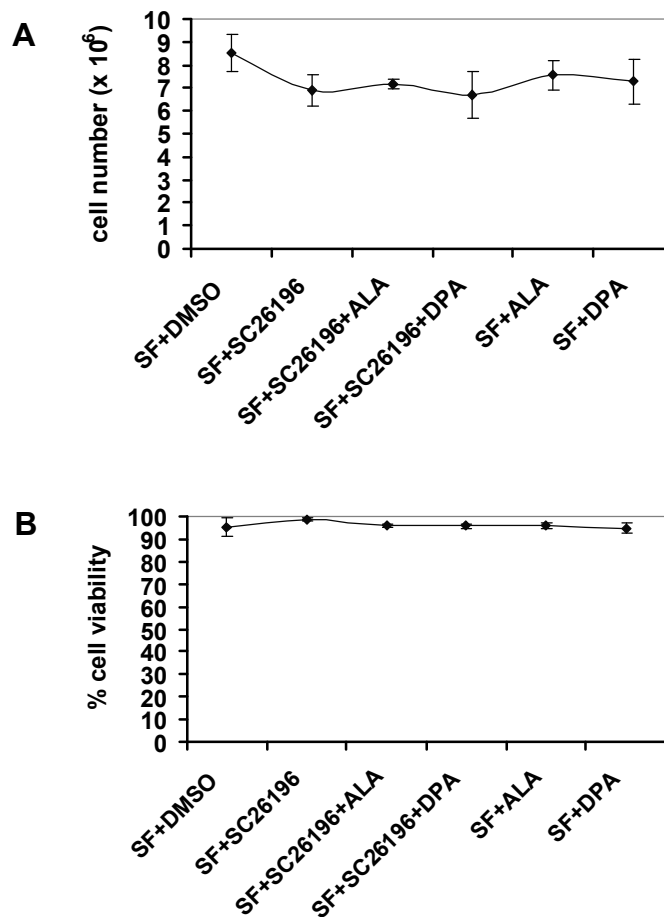 A
cell number (x 10⁶)
10
9
8
7
6
5
4
3
2
1
0
SF+DMSO
SF+SC26196
SF+SC26196+ALA
SF+SC26196+DPA
SF+ALA
SF+DPA
B
% cell viability
100
90
80
70
60
50
40
30
20
10
0
SF+DMSO
SF+SC26196
SF+SC26196+ALA
SF+SC26196+DPA
SF+ALA
SF+DPA